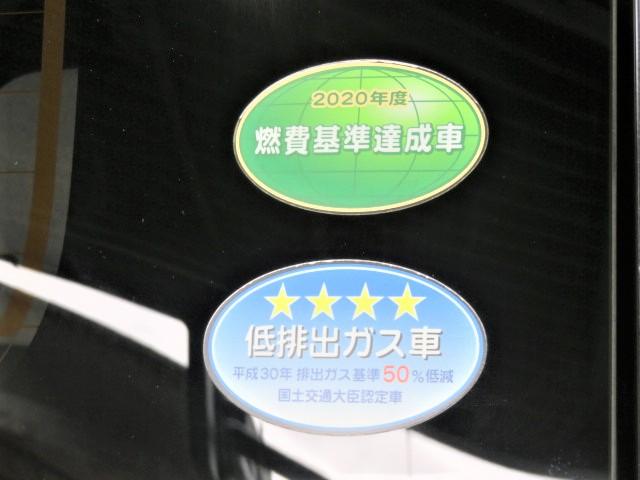 2020年度
燃費基準達成車
低排出ガス車
平成30年 排出ガス基準50%低減
国土交通大臣認定車